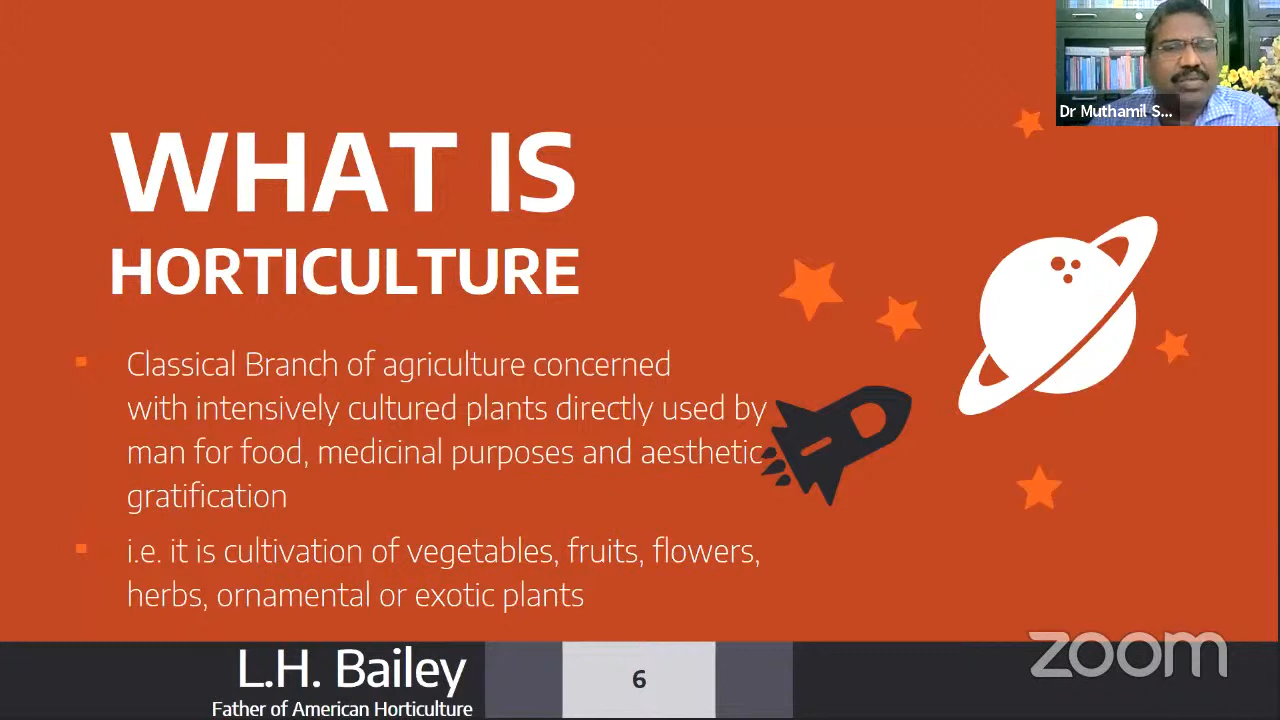 Dr Muthamil S...
WHAT IS
HORTICULTURE
Classical Branch of agriculture concerned
with intensively cultured plants directly used by
man for food, medicinal purposes and aesthetic
gratification
i.e. it is cultivation of vegetables, fruits, flowers,
herbs, ornamental or exotic plants
L.H. Bailey
Father of American Horticulture
6
zoom